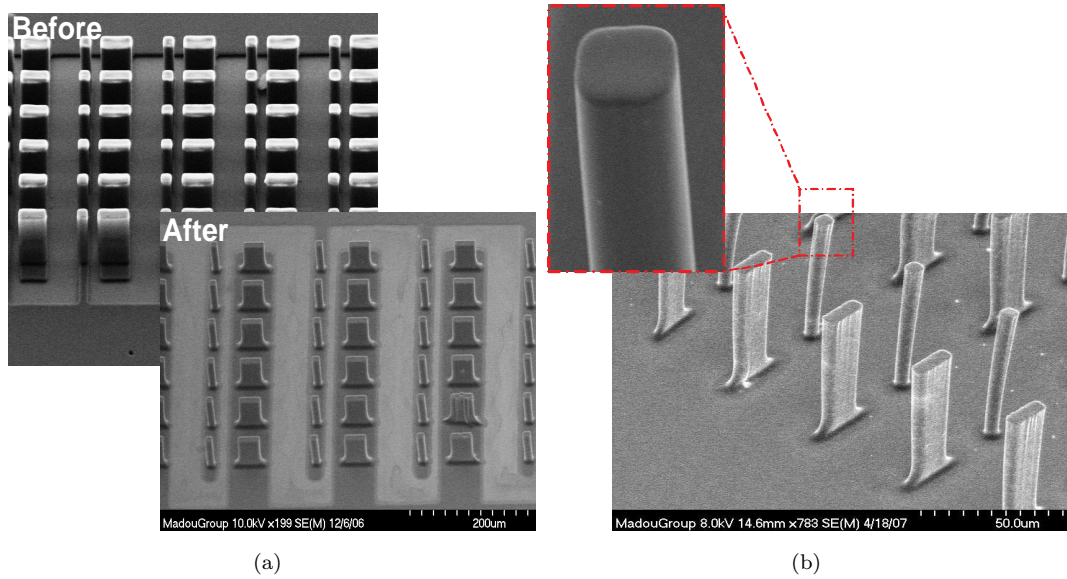 Before
After
MadouGroup 10.0kV x199 SE(M) 12/6/06
200um
MadouGroup 8.0kV 14.6mm x783 SE(M) 4/18/07
50.0um
(a)
(b)